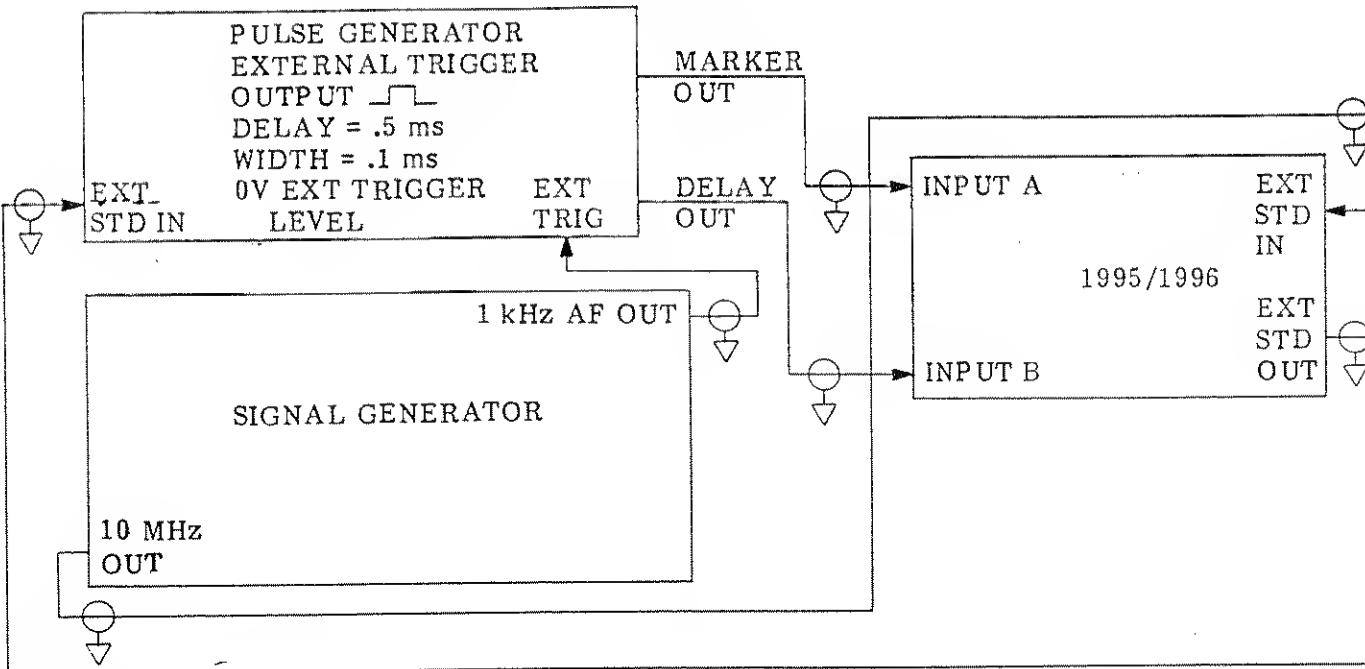 PULSE GENERATOR
EXTERNAL TRIGGER
OUTPUT
DELAY = .5 ms
WIDTH = .1 ms
0V EXT TRIGGER
LEVEL
EXT
STD IN
EXT
TRIG
MARKER
OUT
DELAY
OUT
INPUT A
INPUT B
1995/1996
EXT
STD
IN
EXT
STD
OUT
1 kHz AF OUT
SIGNAL GENERATOR
10 MHz
OUT